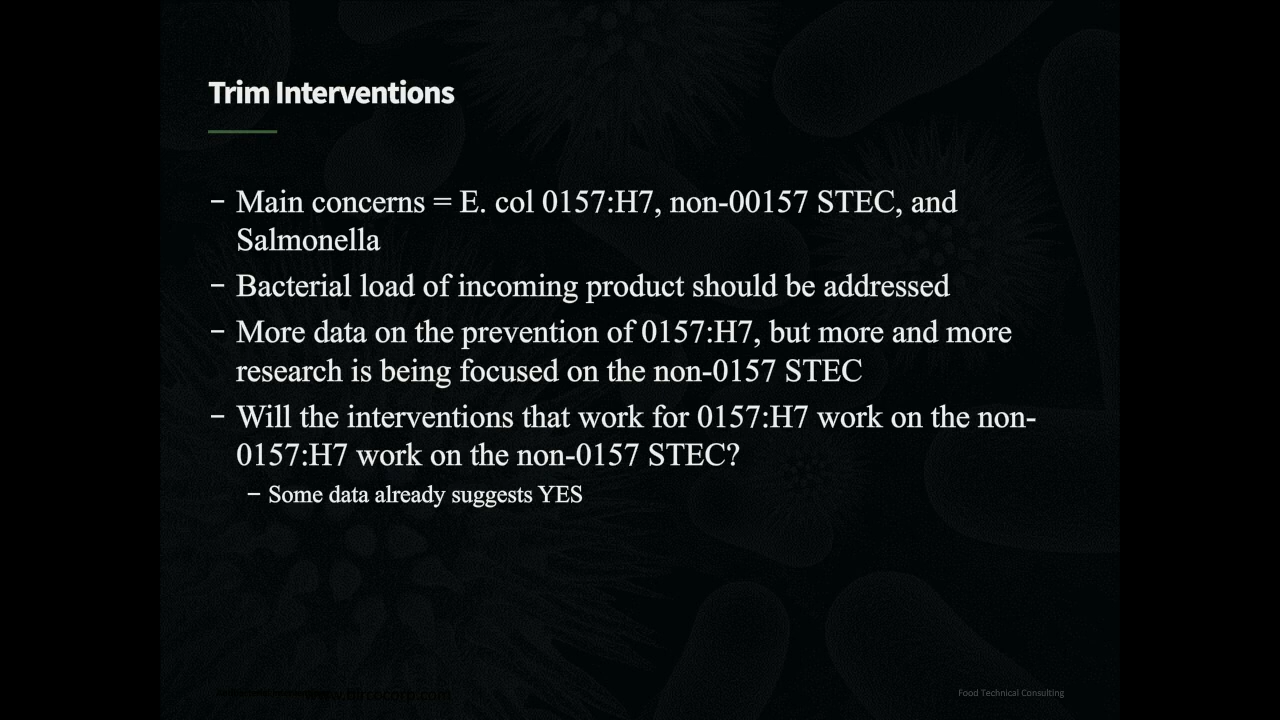 Trim Interventions
– Main concerns = E. col 0157:H7, non-00157 STEC, and
Salmonella
– Bacterial load of incoming product should be addressed
– More data on the prevention of 0157:H7, but more and more
research is being focused on the non-0157 STEC
– Will the interventions that work for 0157:H7 work on the non-
0157:H7 work on the non-0157 STEC?
– Some data already suggests YES
Food Technical Consulting